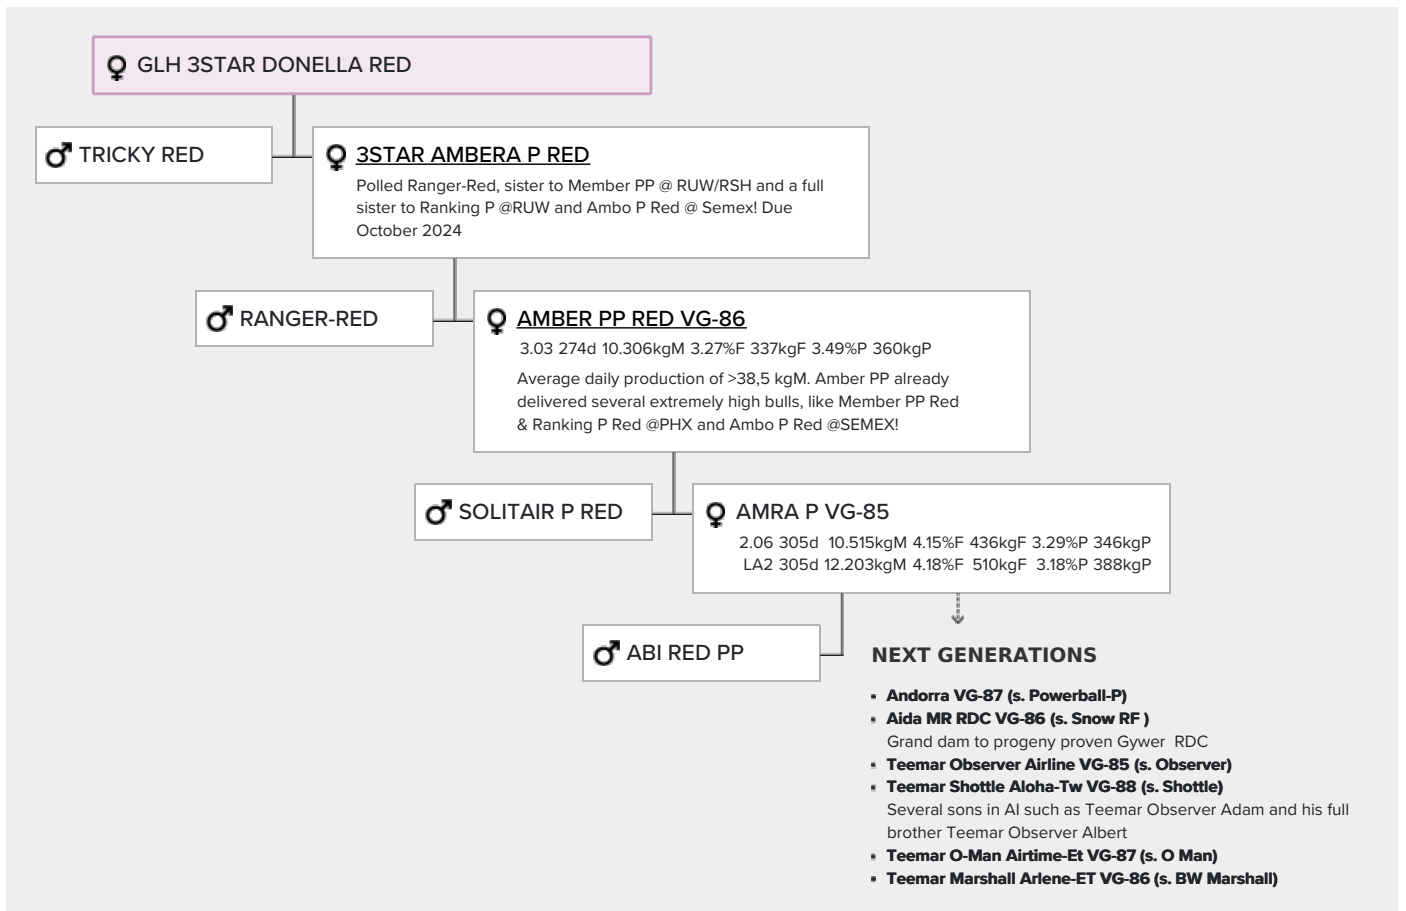 GLH 3STAR DONELLA RED
TRICKY RED
3STAR AMBERA P RED
Polled Ranger-Red, sister to Member PP @ RUW/RSH and a full
sister to Ranking P @RUW and Ambo P Red @ Semex! Due
October 2024
RANGER-RED
AMBER PP RED VG-86
3.03 274d 10.306kgM 3.27%F 337kgF 3.49%P 360kgP
Average daily production of >38,5 kgM. Amber PP already
delivered several extremely high bulls, like Member PP Red
& Ranking P Red @PHX and Ambo P Red @SEMEX!
SOLITAIR P RED
AMRA P VG-85
2.06 305d 10.515kgM 4.15%F 436kgF 3.29%P 346kgP
LA2 305d 12.203kgM 4.18%F 510kgF 3.18%P 388kgP
ABI RED PP
NEXT GENERATIONS
Andorra VG-87 (s. Powerball-P)
Aida MR RDC VG-86 (s. Snow RF )
Grand dam to progeny proven Gywer RDC
Teemar Observer Airline VG-85 (s. Observer)
Teemar Shottle Aloha-Tw VG-88 (s. Shottle)
Several sons in AI such as Teemar Observer Adam and his full
brother Teemar Observer Albert
Teemar O-Man Airtime-Et VG-87 (s. O Man)
Teemar Marshall Arlene-ET VG-86 (s. BW Marshall)